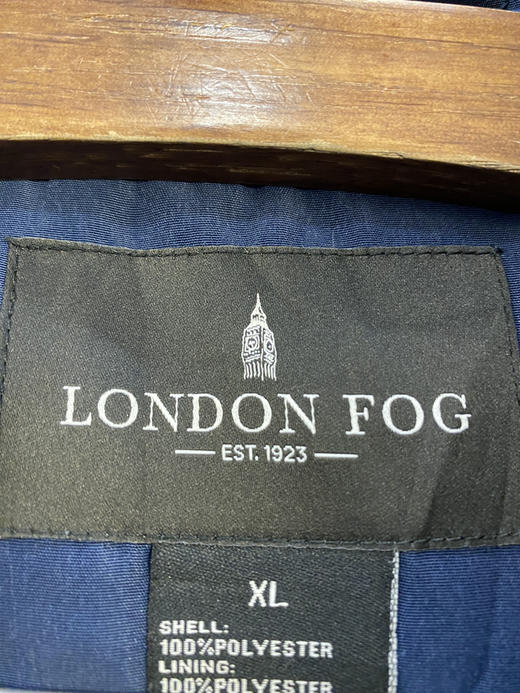 LONDON FOG
EST. 1923
XL
SHELL:
100%POLYESTER
LINING:
100%POLYESTER